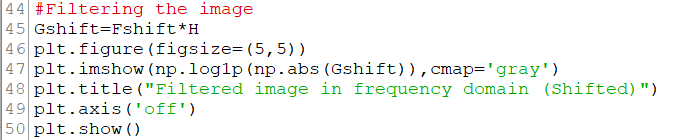 44 #Filtering the image
45 Gshift=Fshift*H
46 plt.figure(figsize=(5,5))
47 plt.imshow(np.log1p(np.abs(Gshift)),cmap='gray')
48 plt.title("Filtered image in frequency domain (Shifted)")
49 plt.axis('off')
50 plt.show()